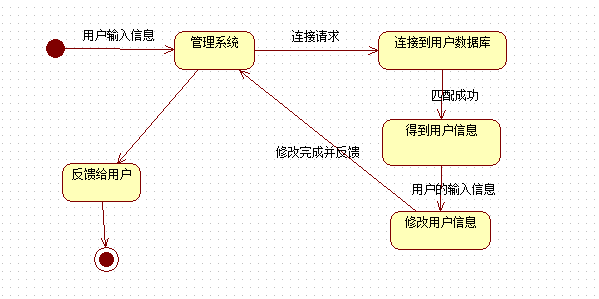 用户输入信息
管理系统
连接请求
连接到用户数据库
匹配成功
得到用户信息
修改完成并反馈
反馈给用户
用户的输入信息
修改用户信息